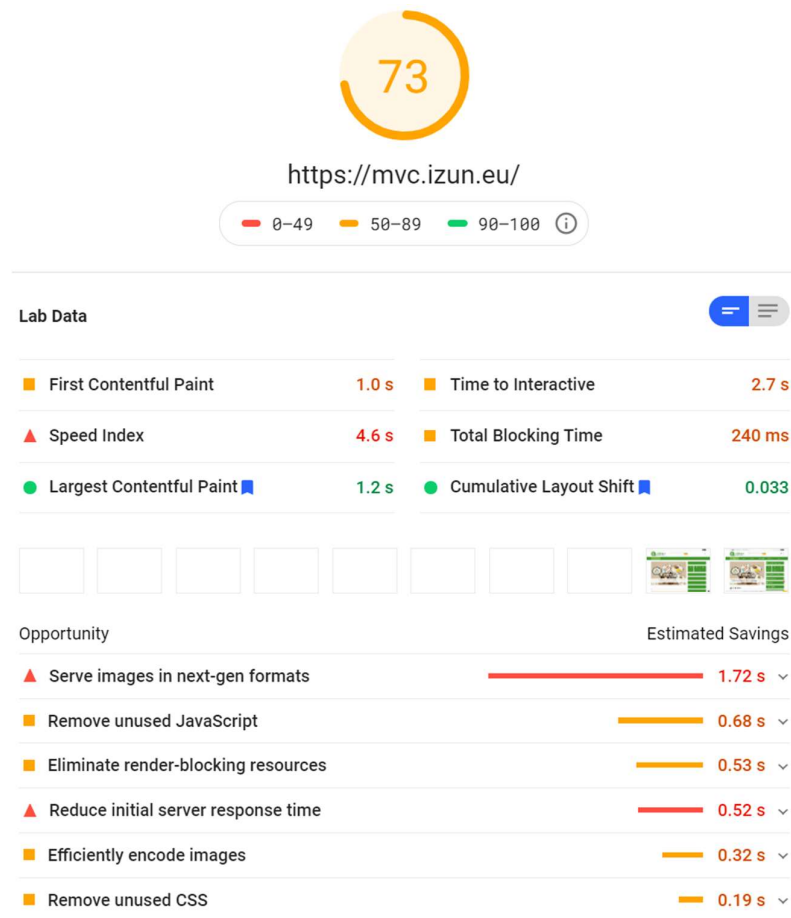 73
https://mvc.izun.eu/
0–49 50–89 90–100
Lab Data
First Contentful Paint 1.0 s
Time to Interactive 2.7 s
Speed Index 4.6 s
Total Blocking Time 240 ms
Largest Contentful Paint 1.2 s
Cumulative Layout Shift 0.033
Opportunity Estimated Savings
Serve images in next-gen formats 1.72 s
Remove unused JavaScript 0.68 s
Eliminate render-blocking resources 0.53 s
Reduce initial server response time 0.52 s
Efficiently encode images 0.32 s
Remove unused CSS 0.19 s